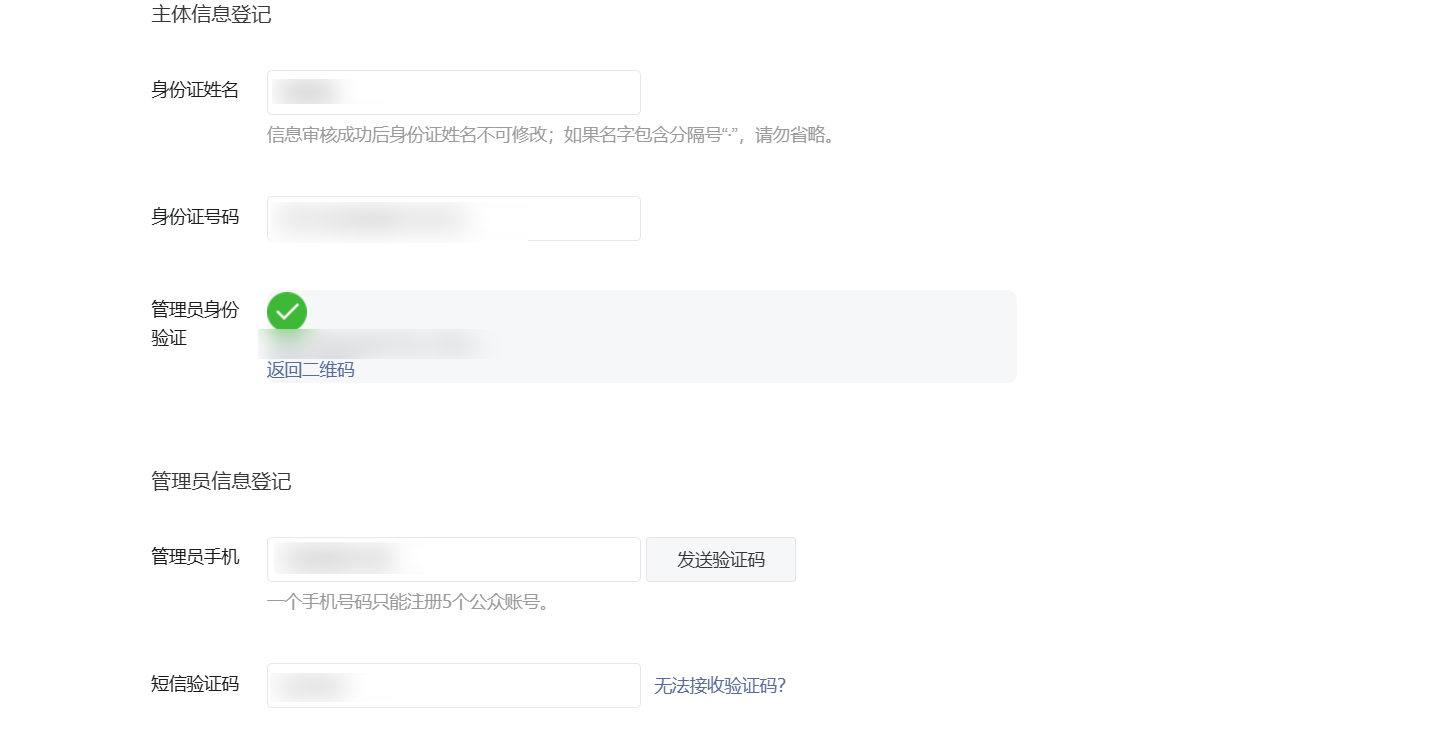 主体信息登记
身份证姓名
信息审核成功后身份证姓名不可修改；如果名字包含分隔号“·”，请勿省略。
身份证号码
管理员身份
验证
返回二维码
管理员信息登记
管理员手机
发送验证码
一个手机号码只能注册5个公众账号。
短信验证码
无法接收验证码?